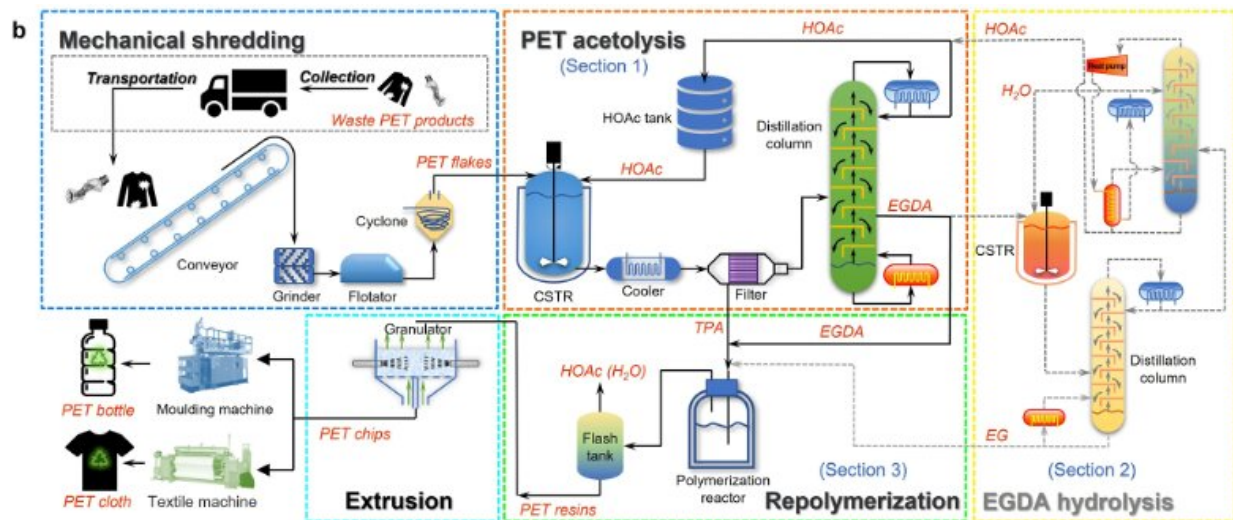 b
Mechanical shredding
Transportation
Collection
Waste PET products
PET flakes
Cyclone
Conveyor
Grinder
Flotator
PET acetolysis
(Section 1)
HOAc
HOAc tank
HOAc
Distillation
column
EGDA
CSTR
Cooler
Filter
TPA
EGDA
HOAc
Heat pump
H₂O
CSTR
Distillation
column
EG
(Section 2)
EGDA hydrolysis
Granulator
PET chips
Extrusion
PET bottle
Moulding machine
PET cloth
Textile machine
HOAc (H₂O)
Flash
tank
PET resins
Polymerization
reactor
(Section 3)
Repolymerization